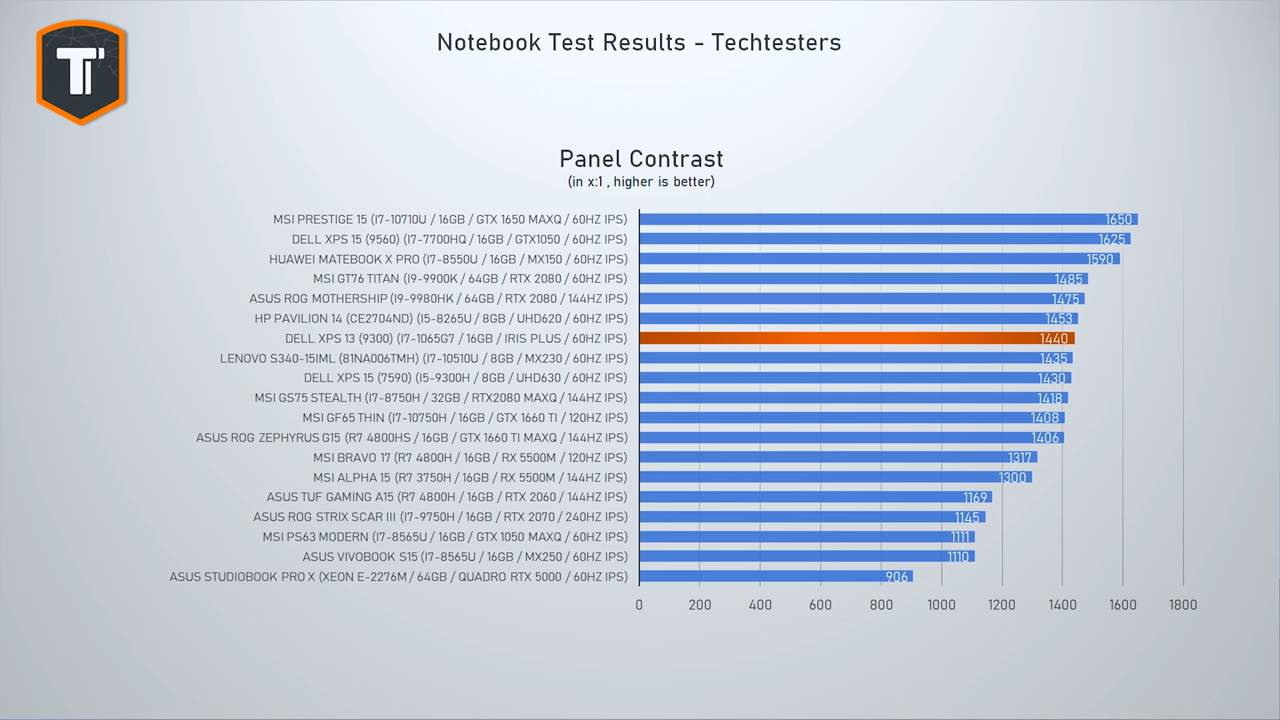 Notebook Test Results - Techtesters
Panel Contrast
(in x:1 , higher is better)
MSI PRESTIGE 15 (I7-10710U / 16GB / GTX 1650 MAXQ / 60HZ IPS) 1650
DELL XPS 15 (9560) (I7-7700HQ / 16GB / GTX1050 / 60HZ IPS) 1625
HUAWEI MATEBOOK X PRO (I7-8550U / 16GB / MX150 / 60HZ IPS) 1590
MSI GT76 TITAN (I9-9900K / 64GB / RTX 2080 / 60HZ IPS) 1485
ASUS ROG MOTHERSHIP (I9-9980HK / 64GB / RTX 2080 / 144HZ IPS) 1475
HP PAVILION 14 (CE2704ND) (I5-8265U / 8GB / UHD620 / 60HZ IPS) 1453
DELL XPS 13 (9300) (I7-1065G7 / 16GB / IRIS PLUS / 60HZ IPS) 1440
LENOVO S340-15IML (81NA006TMH) (I7-10510U / 8GB / MX230 / 60HZ IPS) 1435
DELL XPS 15 (7590) (I5-9300H / 8GB / UHD630 / 60HZ IPS) 1430
MSI GS75 STEALTH (I7-8750H / 32GB / RTX2080 MAXQ / 144HZ IPS) 1418
MSI GF65 THIN (I7-10750H / 16GB / GTX 1660 TI / 120HZ IPS) 1408
ASUS ROG ZEPHYRUS G15 (R7 4800HS / 16GB / GTX 1660 TI MAXQ / 144HZ IPS) 1406
MSI BRAVO 17 (R7 4800H / 16GB / RX 5500M / 120HZ IPS) 1317
MSI ALPHA 15 (R7 3750H / 16GB / RX 5500M / 144HZ IPS) 1300
ASUS TUF GAMING A15 (R7 4800H / 16GB / RTX 2060 / 144HZ IPS) 1169
ASUS ROG STRIX SCAR III (I7-9750H / 16GB / RTX 2070 / 240HZ IPS) 1145
MSI PS63 MODERN (I7-8565U / 16GB / GTX 1050 MAXQ / 60HZ IPS) 1111
ASUS VIVOBOOK S15 (I7-8565U / 16GB / MX250 / 60HZ IPS) 1110
ASUS STUDIOBOOK PRO X (XEON E-2276M / 64GB / QUADRO RTX 5000 / 60HZ IPS) 906
0 200 400 600 800 1000 1200 1400 1600 1800